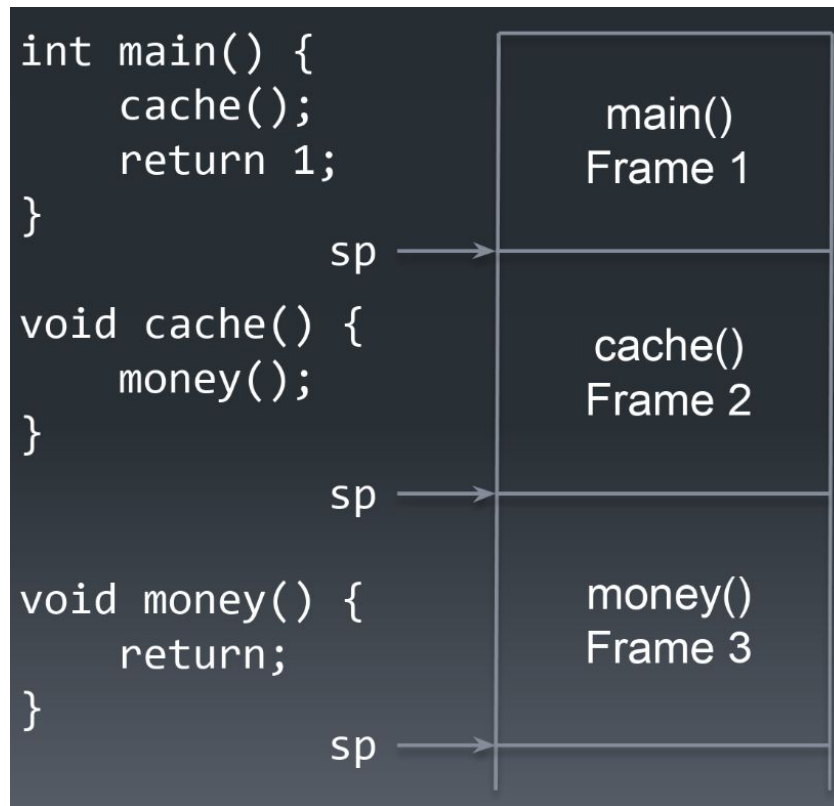 int main() {
    cache();
    return 1;
}
sp
void cache() {
    money();
}
sp
void money() {
    return;
}
sp
main()
Frame 1
cache()
Frame 2
money()
Frame 3